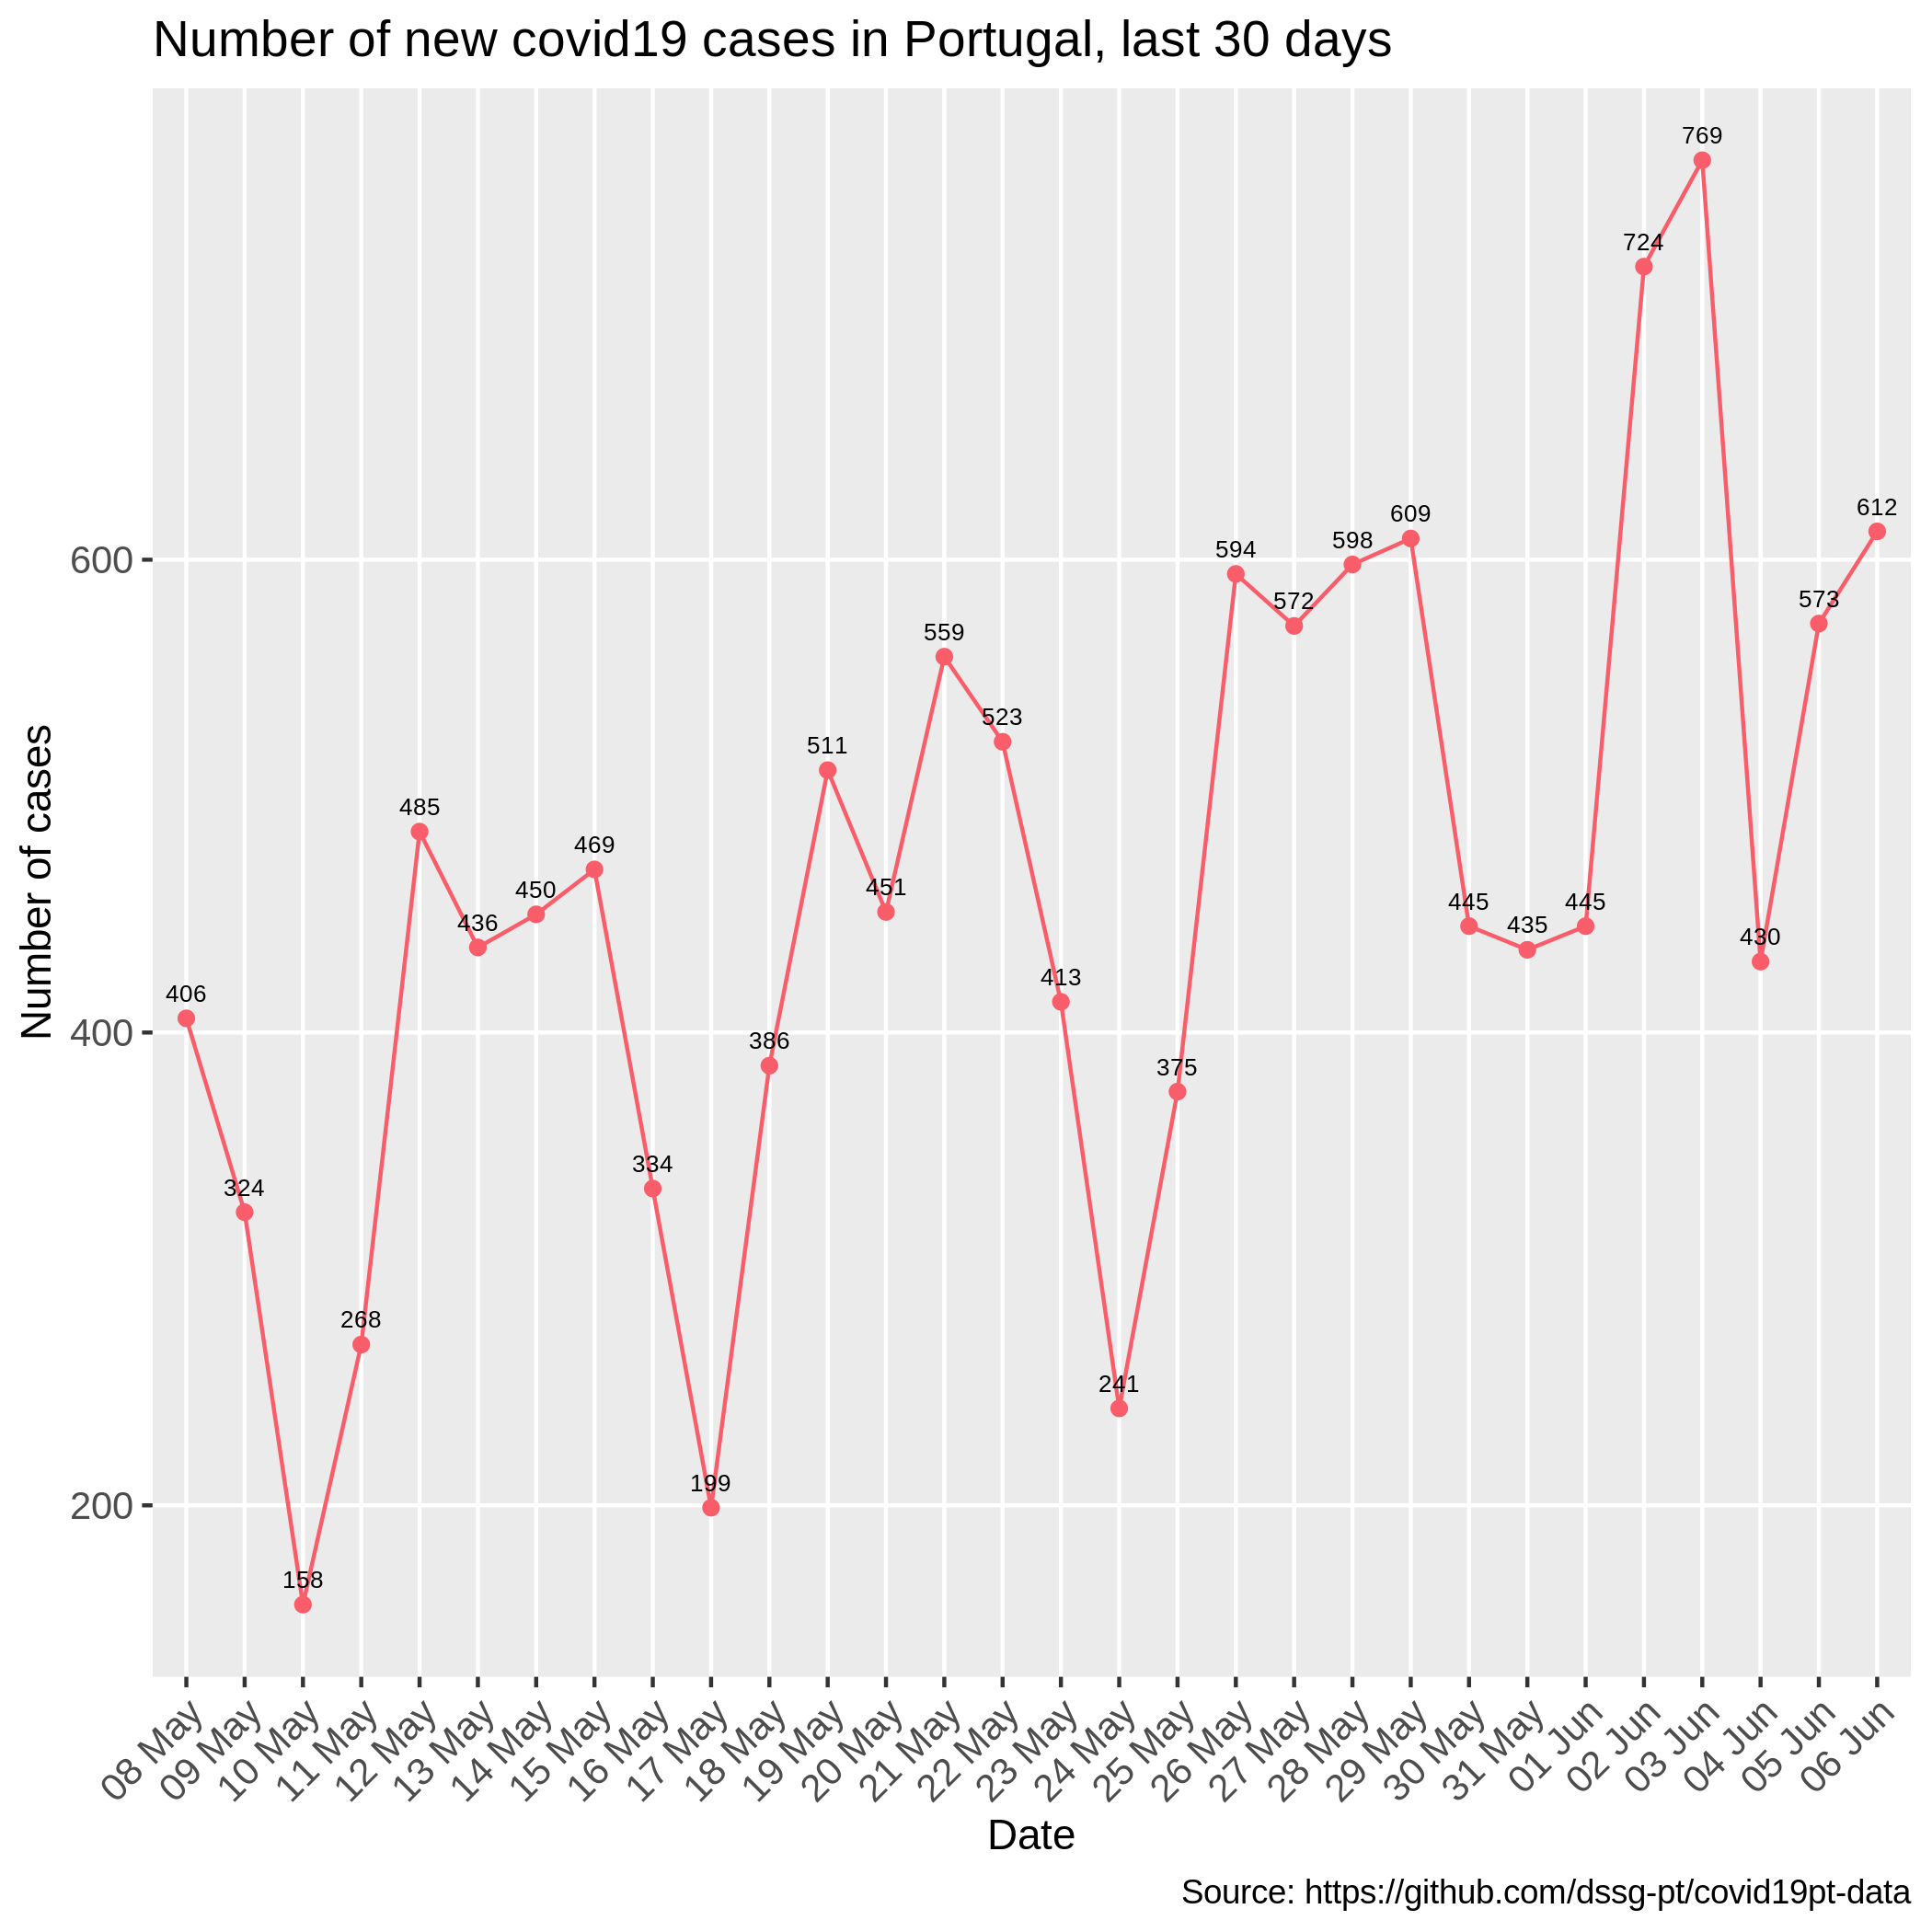 Number of new covid19 cases in Portugal, last 30 days
Number of cases
600
400
200
406
324
158
268
485
436
450
469
334
199
386
511
451
559
523
413
241
375
594
572
598
609
445
435
445
724
769
430
573
612
08 May
09 May
10 May
11 May
12 May
13 May
14 May
15 May
16 May
17 May
18 May
19 May
20 May
21 May
22 May
23 May
24 May
25 May
26 May
27 May
28 May
29 May
30 May
31 May
01 Jun
02 Jun
03 Jun
04 Jun
05 Jun
06 Jun
Date
Source: https://github.com/dssg-pt/covid19pt-data